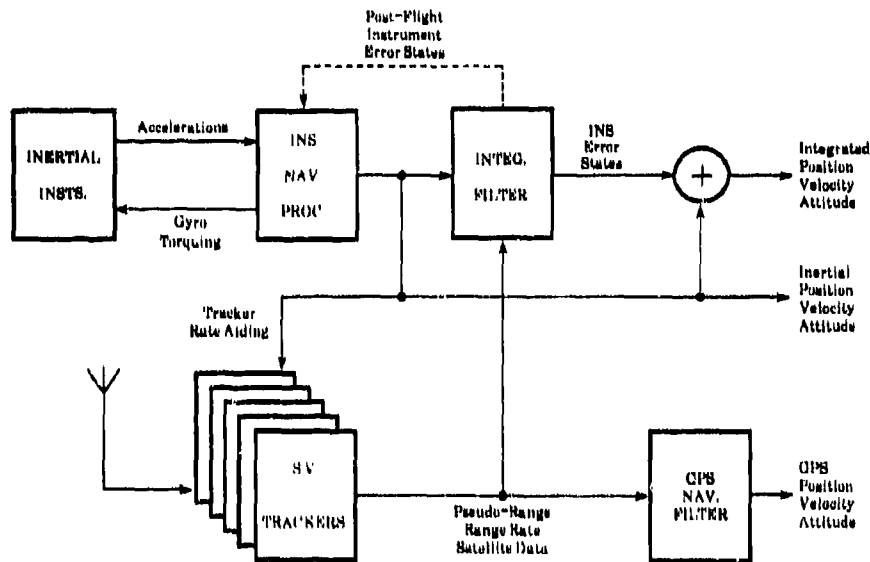 Post-Flight
Instrument
Error States
Accelerations
INERTIAL
INSTS.
INS
NAV
PROC
Gyro
Torquing
INTEG.
FILTER
INS
Error
States
+
Integrated
Position
Velocity
Attitude
Inertial
Position
Velocity
Attitude
Tracker
Rate Aiding
SV
TRACKERS
Pseudo-Range
Range Rate
Satellite Data
GPS
NAV.
FILTER
GPS
Position
Velocity
Attitude